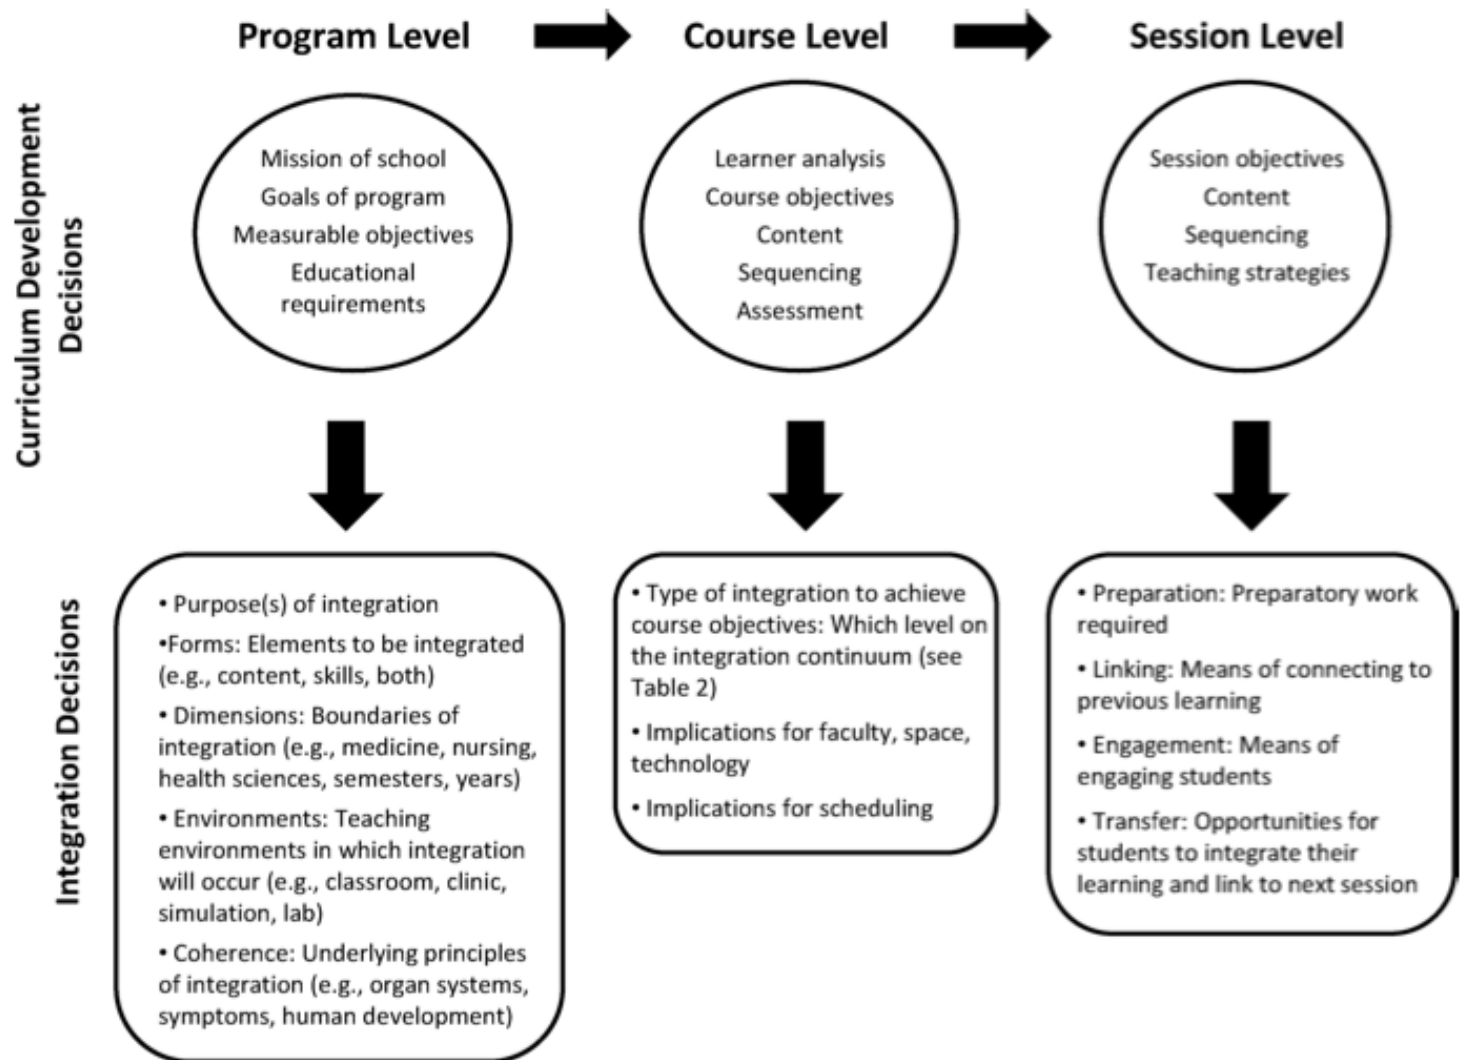 Program Level
Course Level
Session Level
Curriculum Development
Decisions
Mission of school
Goals of program
Measurable objectives
Educational
requirements
Learner analysis
Course objectives
Content
Sequencing
Assessment
Session objectives
Content
Sequencing
Teaching strategies
Integration Decisions
• Purpose(s) of integration
•Forms: Elements to be integrated
(e.g., content, skills, both)
• Dimensions: Boundaries of
integration (e.g., medicine, nursing,
health sciences, semesters, years)
• Environments: Teaching
environments in which integration
will occur (e.g., classroom, clinic,
simulation, lab)
• Coherence: Underlying principles
of integration (e.g., organ systems,
symptoms, human development)
• Type of integration to achieve
course objectives: Which level on
the integration continuum (see
Table 2)
• Implications for faculty, space,
technology
• Implications for scheduling
• Preparation: Preparatory work
required
• Linking: Means of connecting to
previous learning
• Engagement: Means of
engaging students
• Transfer: Opportunities for
students to integrate their
learning and link to next session